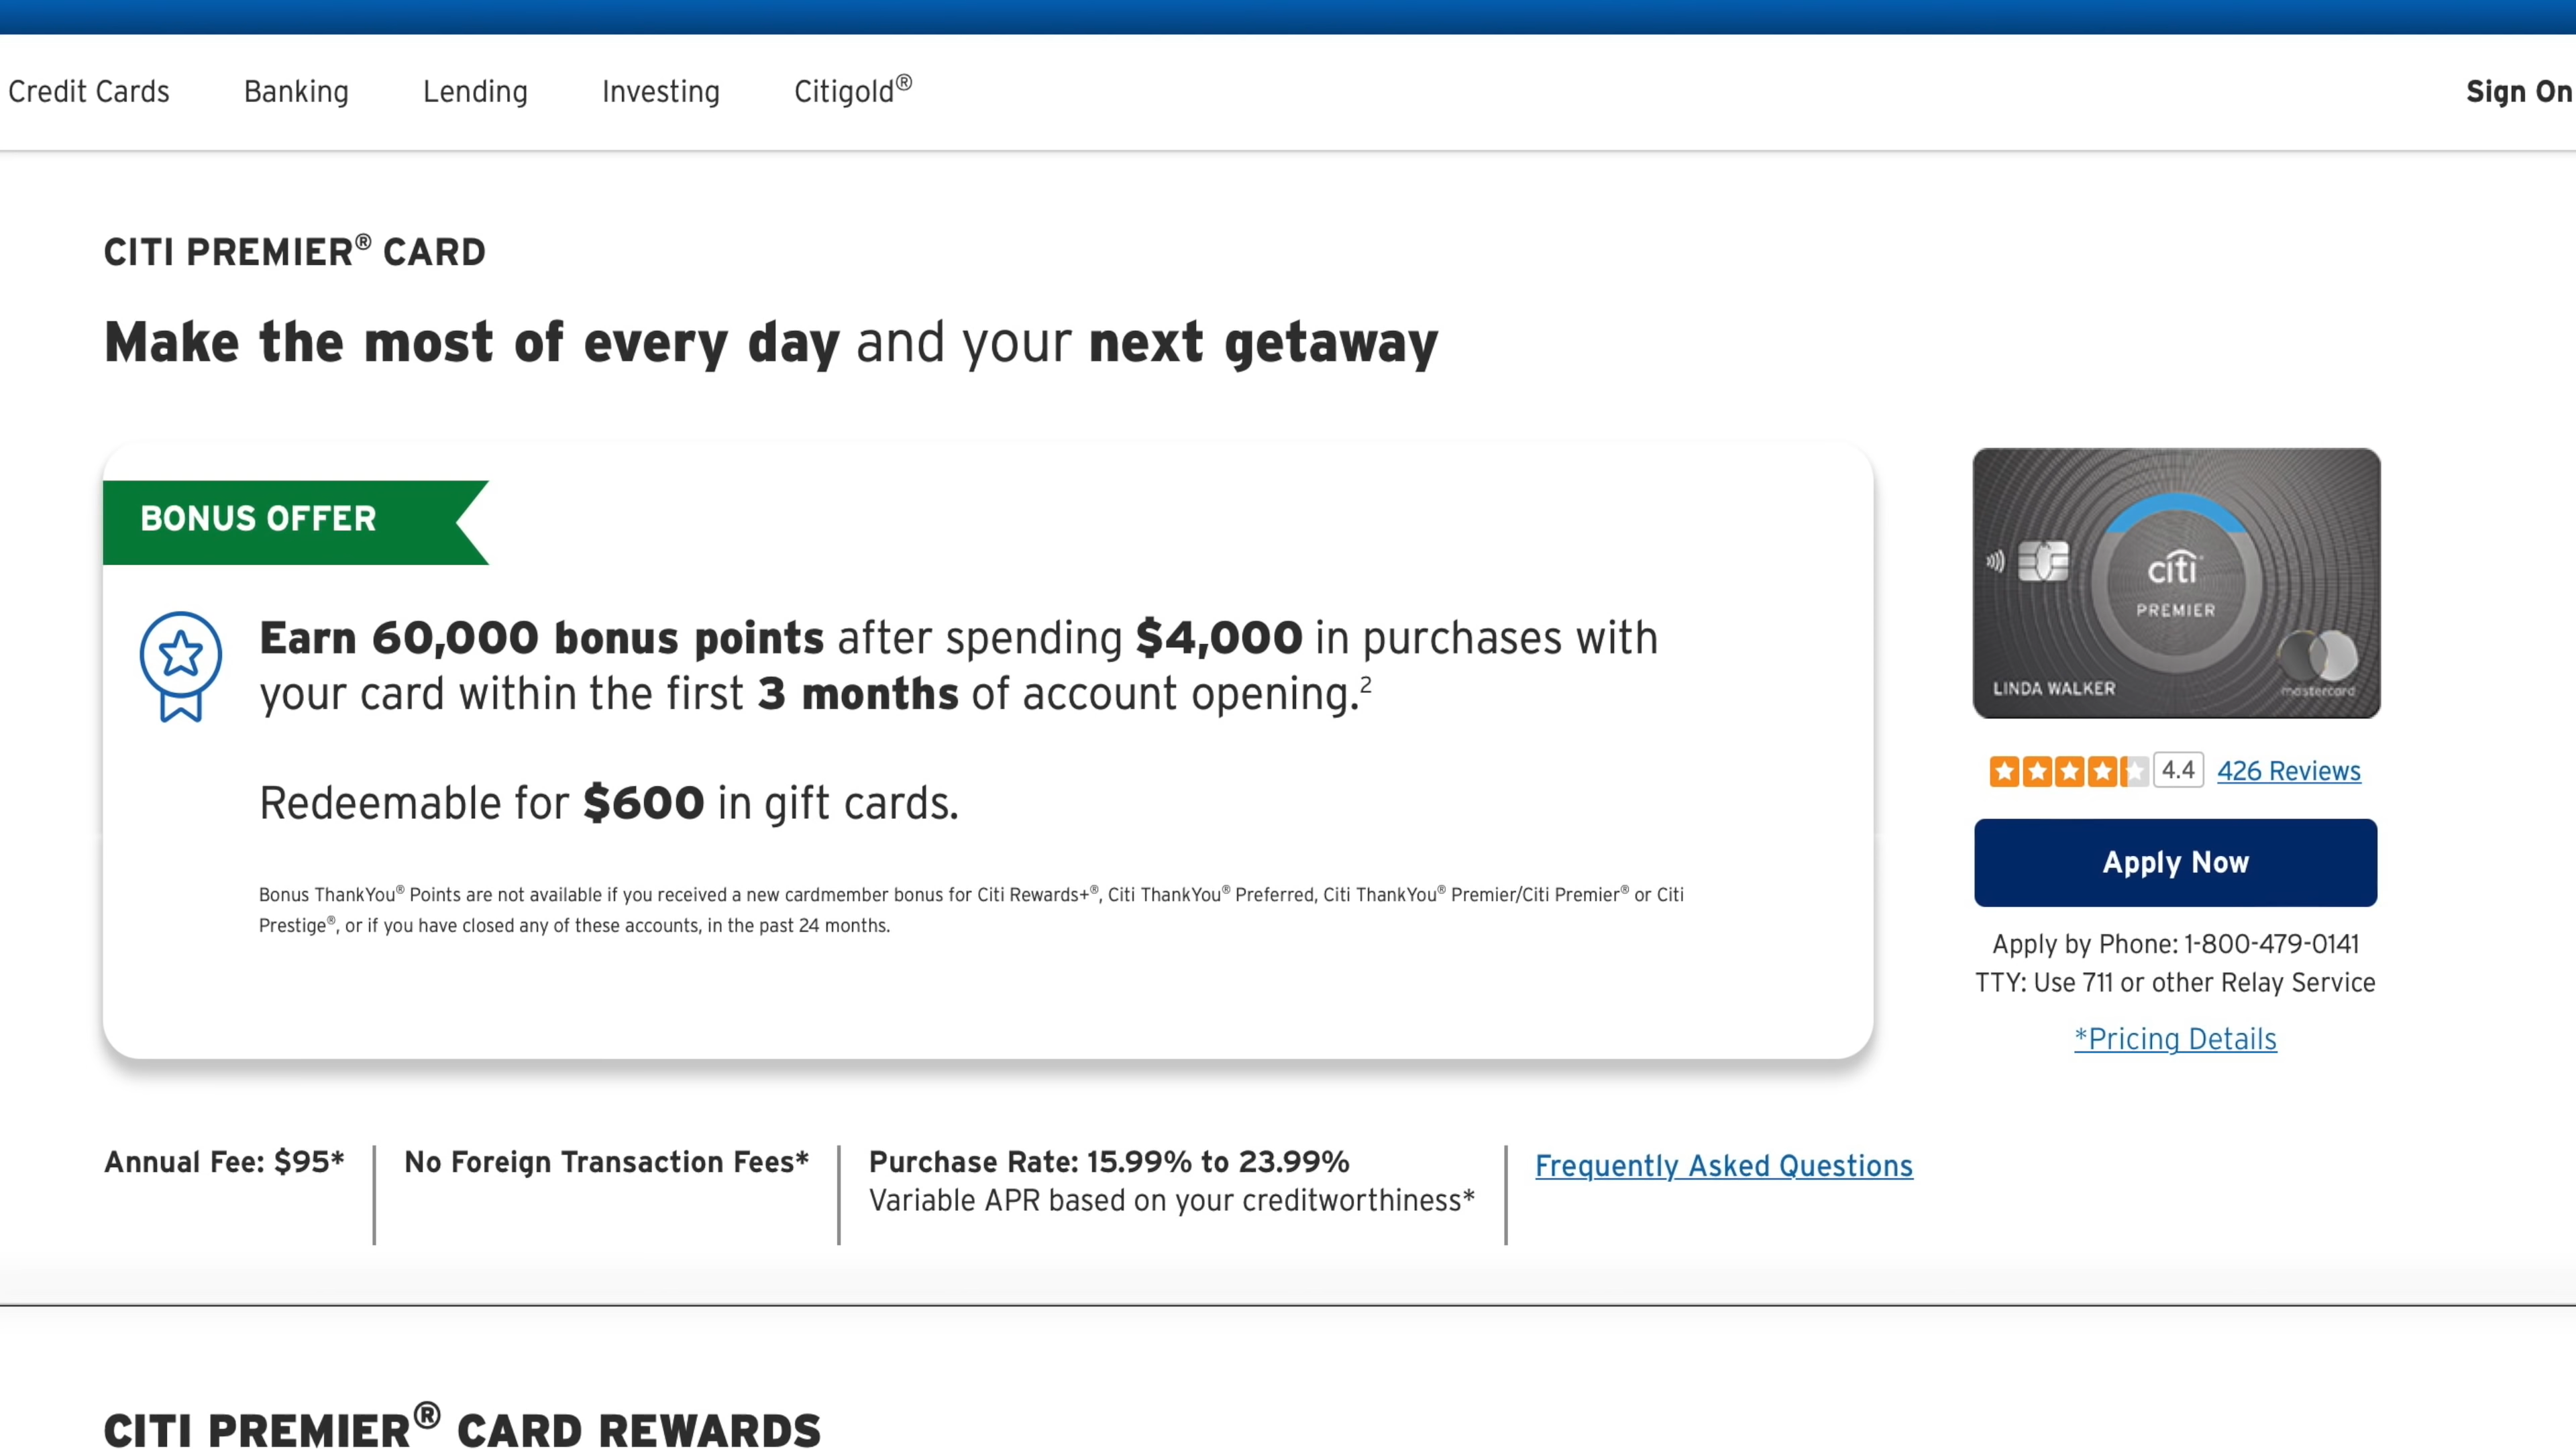 Credit Cards Banking Lending Investing Citigold® Sign On
CITI PREMIER® CARD
Make the most of every day and your next getaway
BONUS OFFER
Earn 60,000 bonus points after spending $4,000 in purchases with
your card within the first 3 months of account opening.²
Redeemable for $600 in gift cards.
Bonus ThankYou® Points are not available if you received a new cardmember bonus for Citi Rewards+®, Citi ThankYou® Preferred, Citi ThankYou® Premier/Citi Premier® or Citi
Prestige®, or if you have closed any of these accounts, in the past 24 months.
citi
PREMIER
LINDA WALKER
mastercard
4.4 426 Reviews
Apply Now
Apply by Phone: 1-800-479-0141
TTY: Use 711 or other Relay Service
*Pricing Details
Annual Fee: $95*
No Foreign Transaction Fees*
Purchase Rate: 15.99% to 23.99%
Variable APR based on your creditworthiness*
Frequently Asked Questions
CITI PREMIER® CARD REWARDS